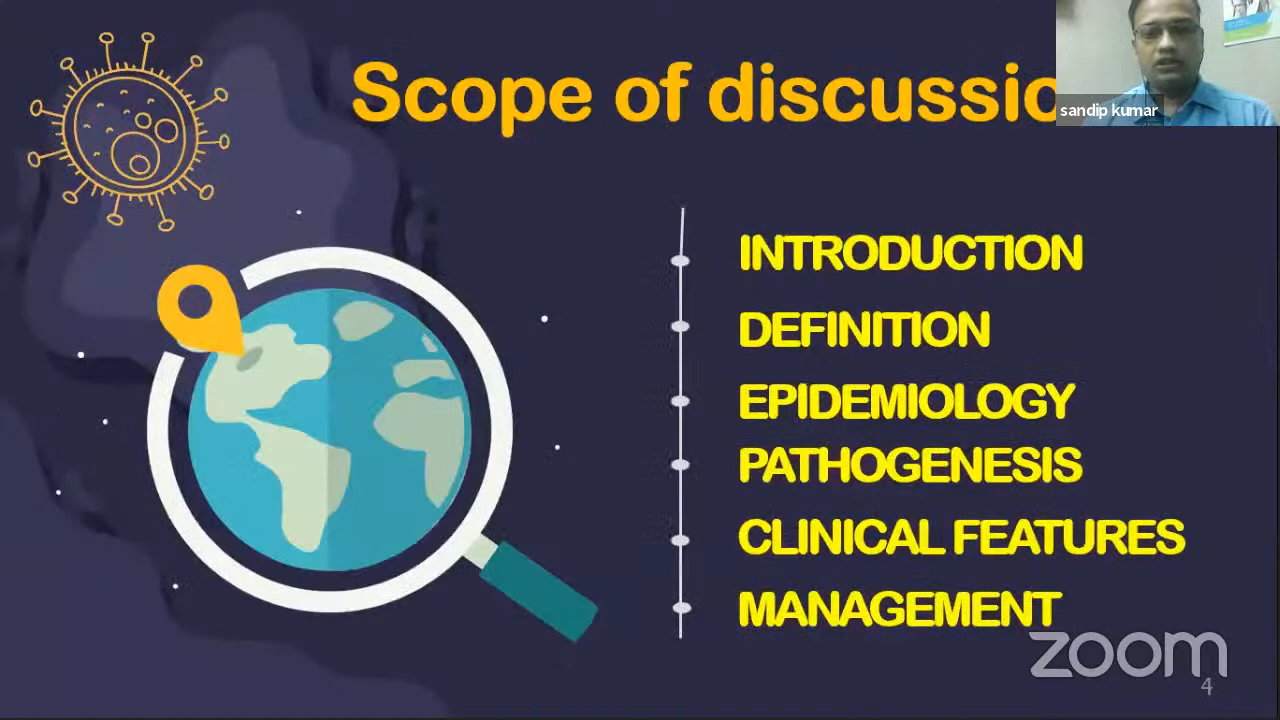 Scope of discussio
sandip kumar
INTRODUCTION
DEFINITION
EPIDEMIOLOGY
PATHOGENESIS
CLINICAL FEATURES
MANAGEMENT
zoom
4